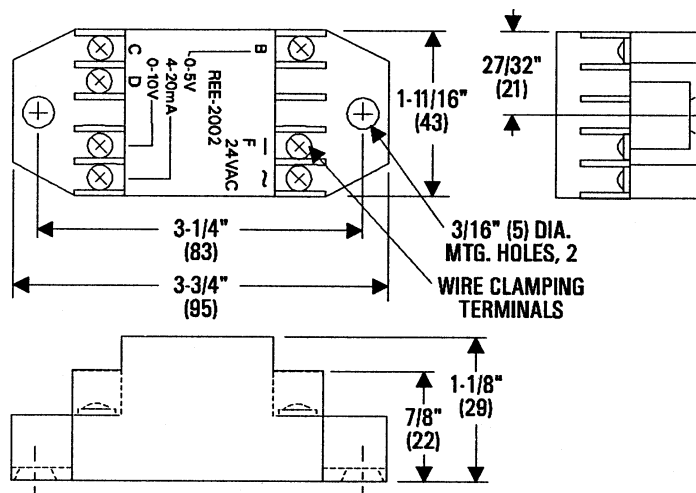 C
D
0-10V
4-20mA
0-5V
REE-2002
B
F
24VAC
—
~
1-11/16"
(43)
27/32"
(21)
3-1/4"
(83)
3-3/4"
(95)
3/16" (5) DIA.
MTG. HOLES, 2
WIRE CLAMPING
TERMINALS
7/8"
(22)
1-1/8"
(29)